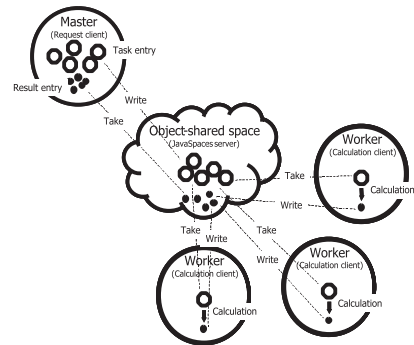 Master
(Request client)
Task entry
Result entry
Write
Take
Object-shared space
(JavaSpaces server)
Worker
(Calculation client)
Take
Calculation
Write
Take
Write
Take
Write
Worker
(Calculation client)
Calculation
Worker
(Calculation client)
Calculation